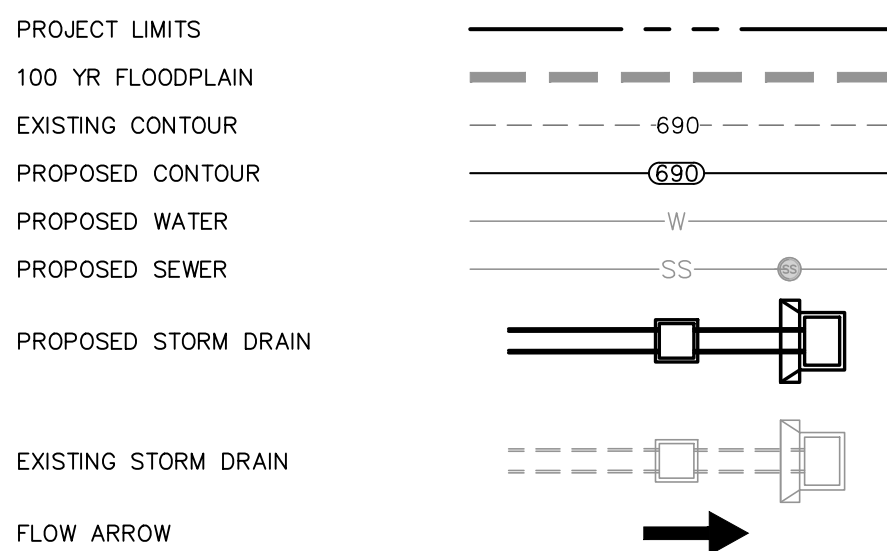 PROJECT LIMITS
100 YR FLOODPLAIN
EXISTING CONTOUR 690
PROPOSED CONTOUR 690
PROPOSED WATER W
PROPOSED SEWER SS SS
PROPOSED STORM DRAIN
EXISTING STORM DRAIN
FLOW ARROW